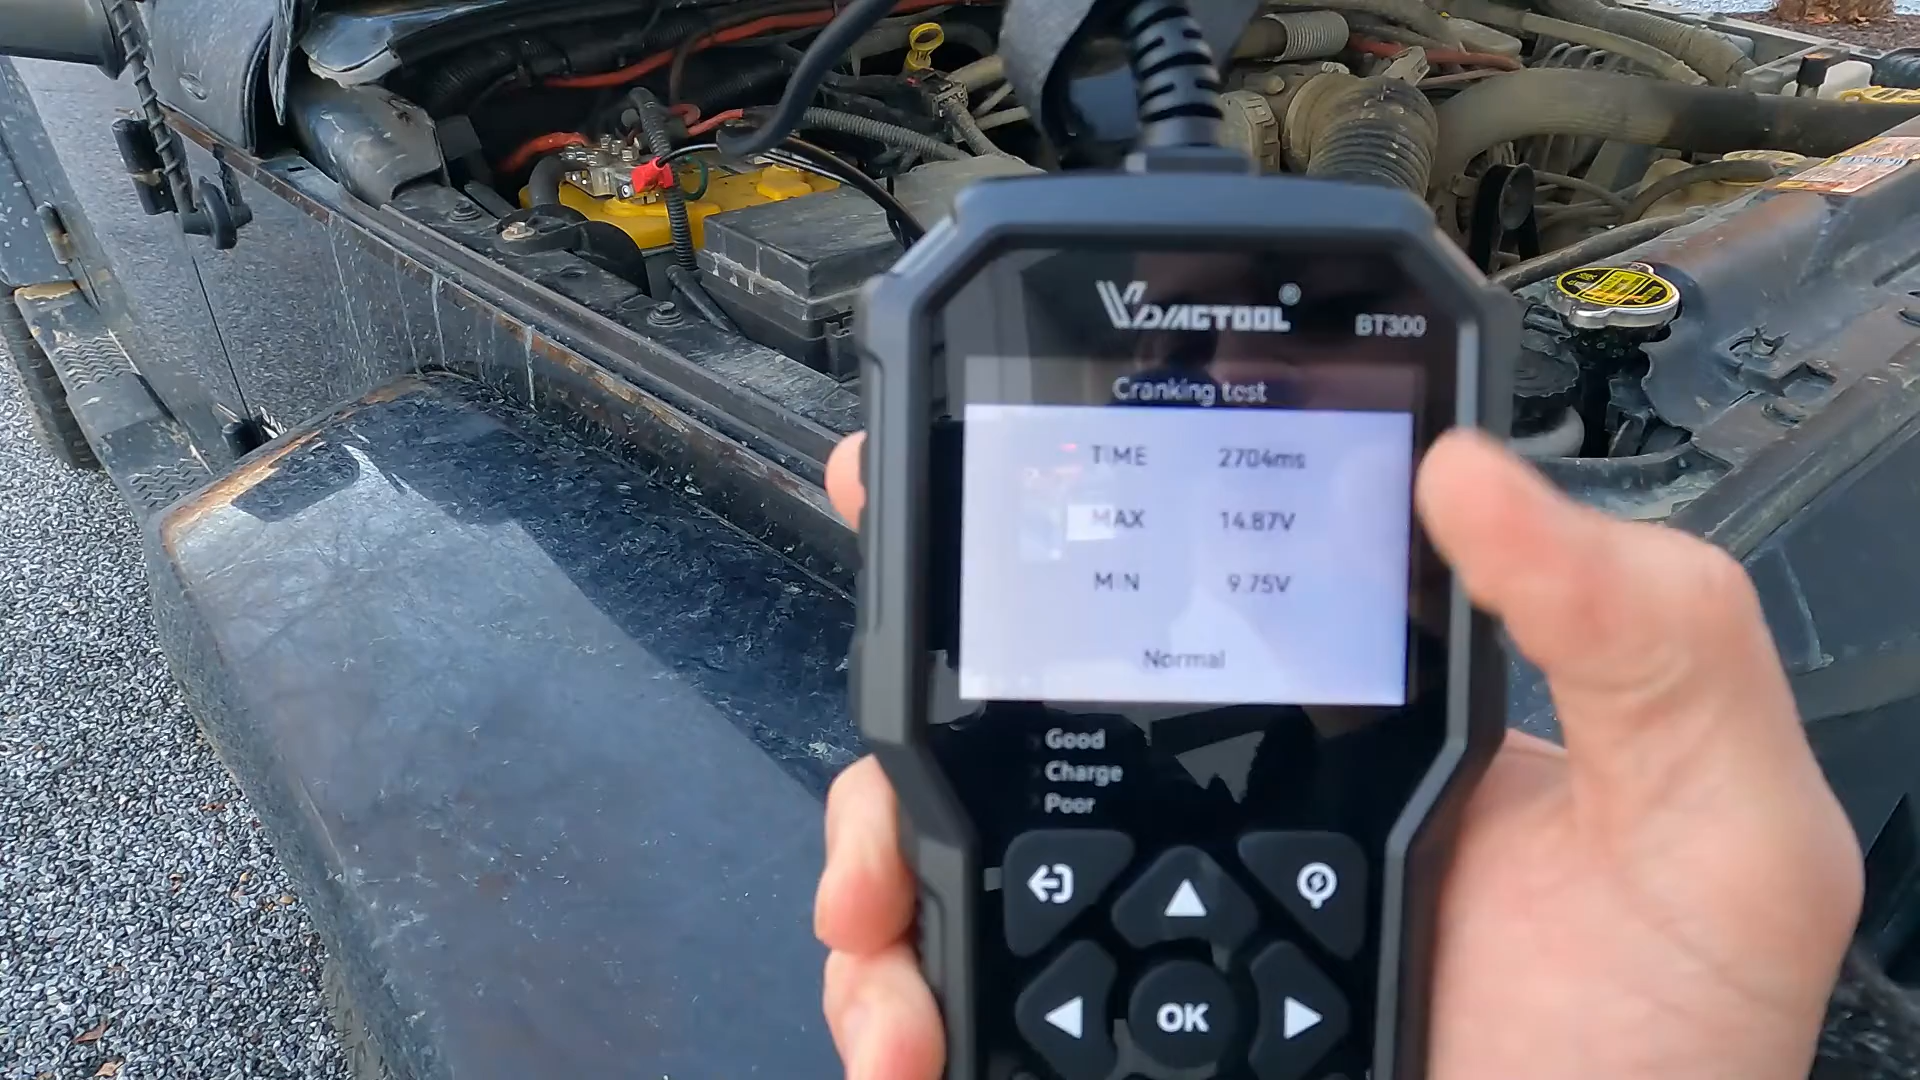 VDIAGTOOL®
BT300
Cranking test
TIME 2704ms
MAX 14.87V
MIN 9.75V
Normal
Good
Charge
Poor
OK